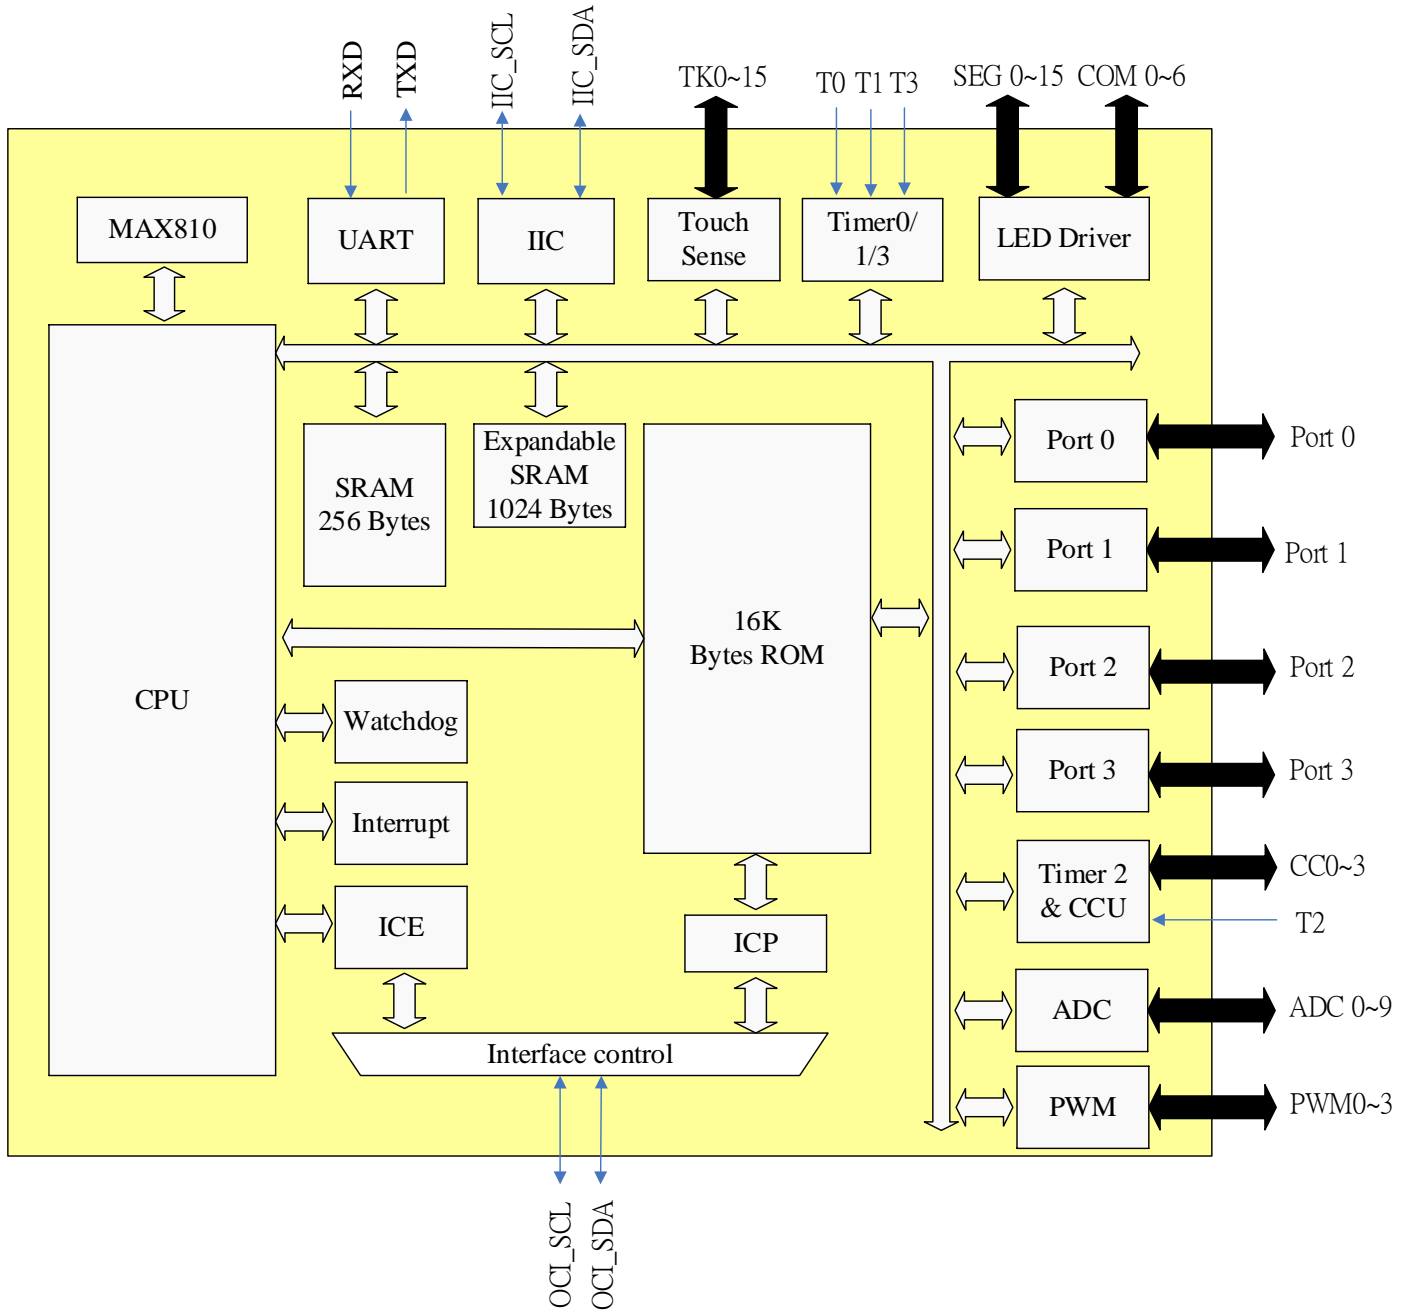 RXD
TXD
IIC_SCL
IIC_SDA
TK0~15
T0 T1 T3
SEG 0~15
COM 0~6
MAX810
UART
IIC
Touch
Sense
Timer0/
1/3
LED Driver
SRAM
256 Bytes
Expandable
SRAM
1024 Bytes
16K
Bytes ROM
CPU
Watchdog
Interrupt
ICE
ICP
Interface control
Port 0
Port 0
Port 1
Port 1
Port 2
Port 2
Port 3
Port 3
Timer 2
& CCU
CC0~3
T2
ADC
ADC 0~9
PWM
PWM0~3
OCI_SCL
OCI_SDA